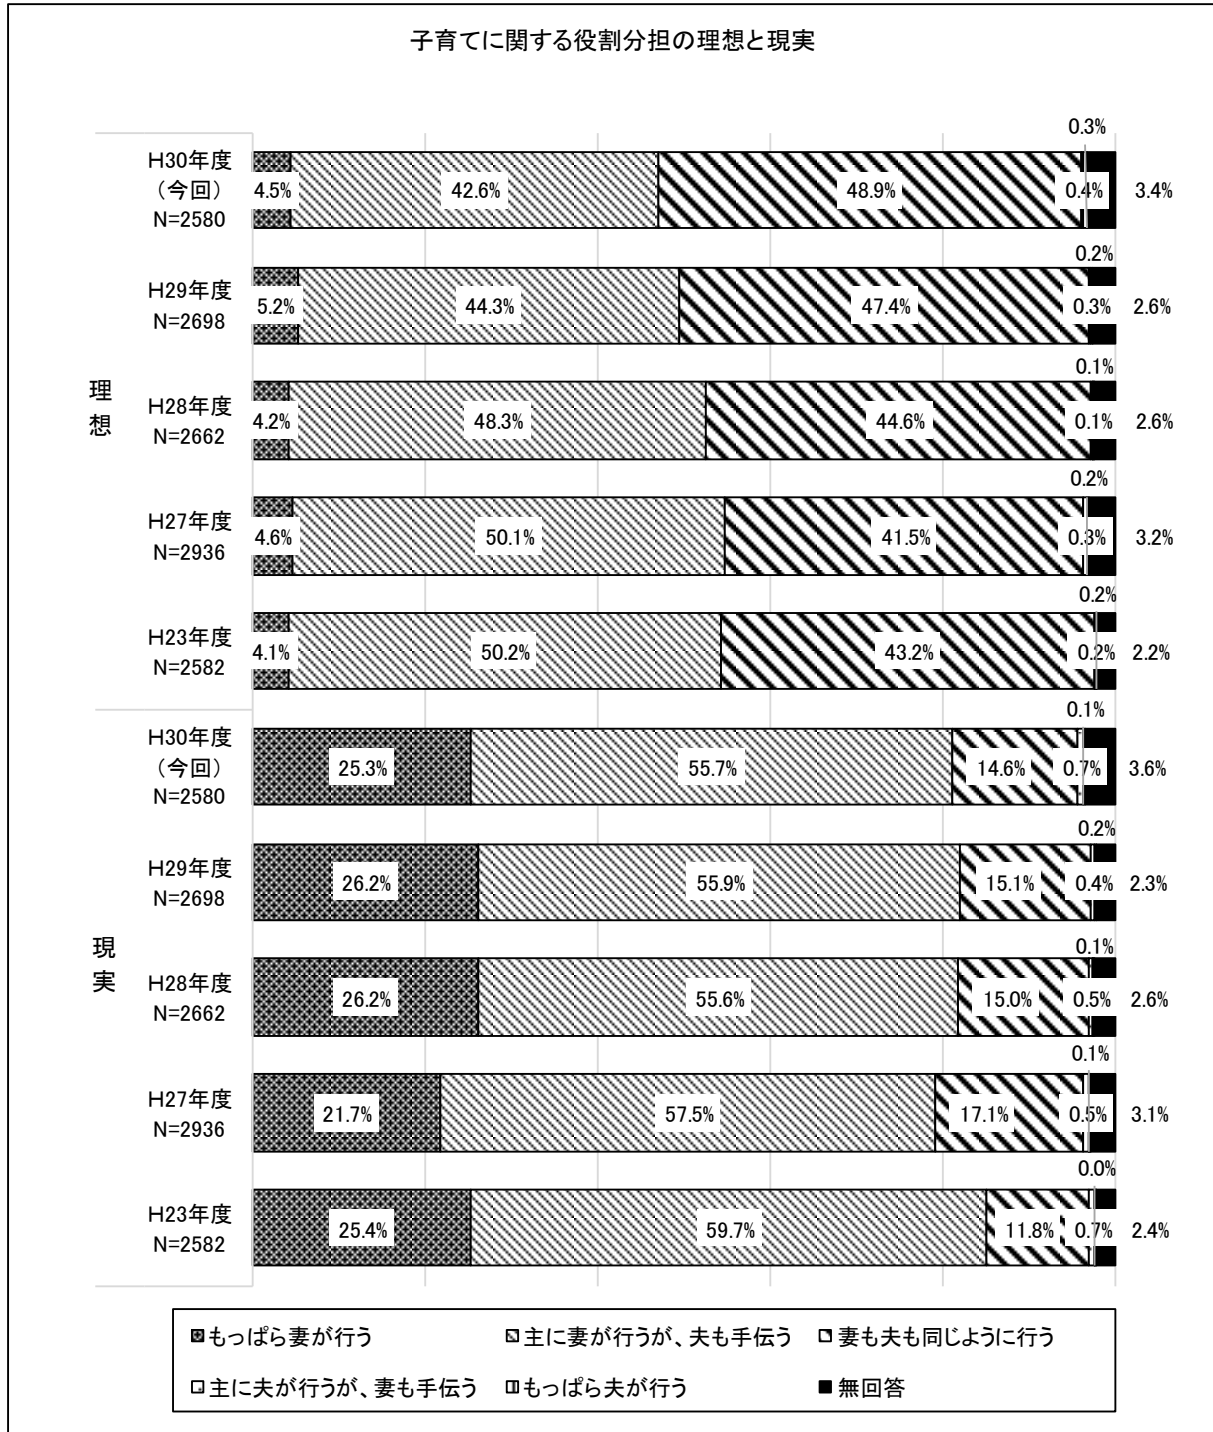 子育てに関する役割分担の理想と現実
0.3%
H30年度
（今回）
N=2580
4.5%
42.6%
48.9%
0.4%
3.4%
0.2%
H29年度
N=2698
5.2%
44.3%
47.4%
0.3%
2.6%
0.1%
理想
H28年度
N=2662
4.2%
48.3%
44.6%
0.1%
2.6%
0.2%
H27年度
N=2936
4.6%
50.1%
41.5%
0.3%
3.2%
0.2%
H23年度
N=2582
4.1%
50.2%
43.2%
0.2%
2.2%
0.1%
H30年度
（今回）
N=2580
25.3%
55.7%
14.6%
0.7%
3.6%
0.2%
H29年度
N=2698
26.2%
55.9%
15.1%
0.4%
2.3%
0.1%
現実
H28年度
N=2662
26.2%
55.6%
15.0%
0.5%
2.6%
0.1%
H27年度
N=2936
21.7%
57.5%
17.1%
0.5%
3.1%
0.0%
H23年度
N=2582
25.4%
59.7%
11.8%
0.7%
2.4%
もっぱら妻が行う
主に妻が行うが、夫も手伝う
妻も夫も同じように行う
主に夫が行うが、妻も手伝う
もっぱら夫が行う
無回答